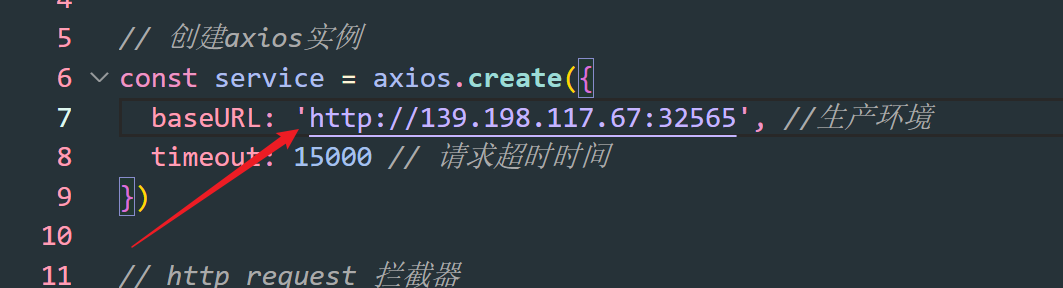 4
5 // 创建axios实例
6 const service = axios.create({
7 baseURL: 'http://139.198.117.67:32565', //生产环境
8 timeout: 15000 // 请求超时时间
9 })
10
11 // http request 拦截器